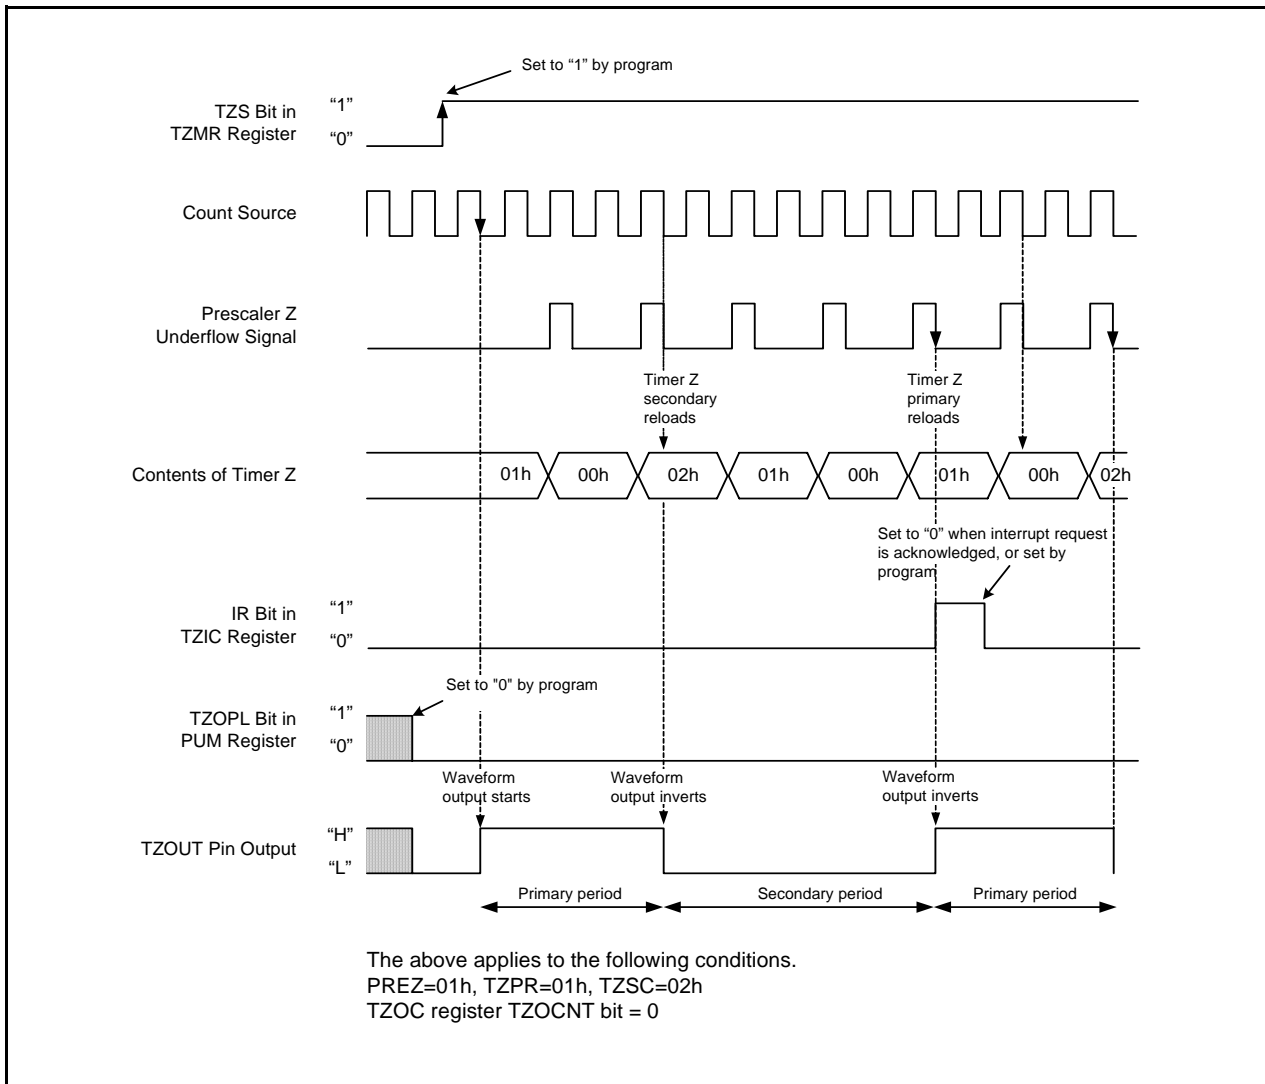 Set to “1” by program
TZS Bit in
TZMR Register
“1”
“0”
Count Source
Prescaler Z
Underflow Signal
Timer Z
secondary
reloads
Timer Z
primary
reloads
Contents of Timer Z
01h
00h
02h
01h
00h
01h
00h
02h
Set to “0” when interrupt request
is acknowledged, or set by
program
IR Bit in
TZIC Register
“1”
“0”
Set to "0" by program
TZOPL Bit in
PUM Register
“1”
“0”
Waveform
output starts
Waveform
output inverts
Waveform
output inverts
TZOUT Pin Output
“H”
“L”
Primary period
Secondary period
Primary period
The above applies to the following conditions.
PREZ=01h, TZPR=01h, TZSC=02h
TZOC register TZOCNT bit = 0